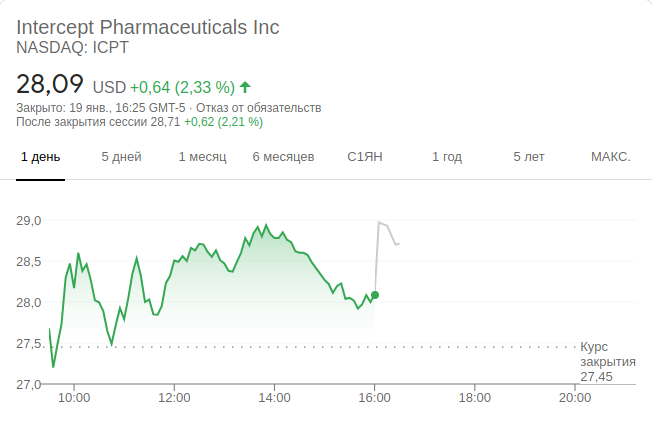 Intercept Pharmaceuticals Inc
NASDAQ: ICPT
28,09 USD +0,64 (2,33 %)
Закрыто: 19 янв., 16:25 GMT-5 · Отказ от обязательств
После закрытия сессии 28,71 +0,62 (2,21 %)
1 день 5 дней 1 месяц 6 месяцев С1ЯН 1 год 5 лет МАКС.
29,0
28,5
28,0
27,5
27,0
Курс
закрытия
27,45
10:00 12:00 14:00 16:00 18:00 20:00